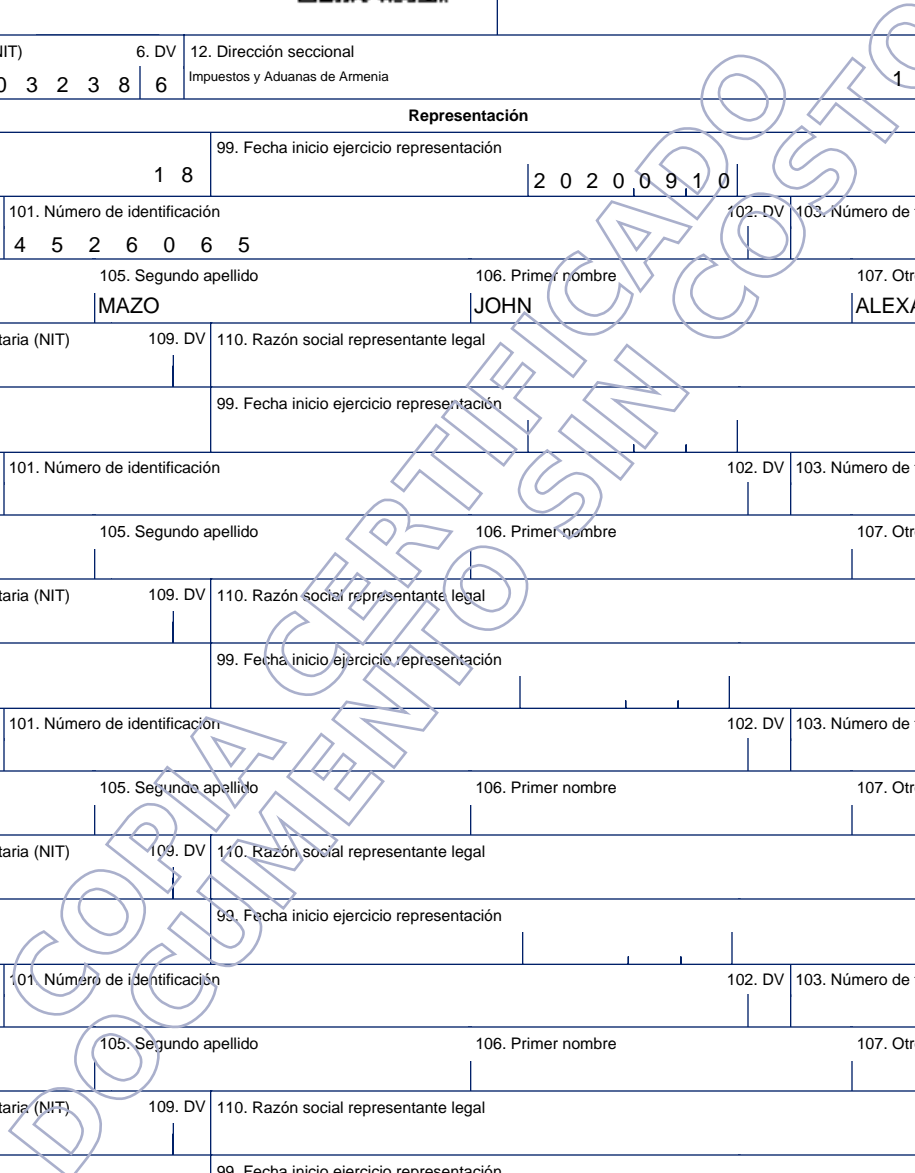 IT) 6. DV 12. Dirección seccional
0 3 2 3 8 6 Impuestos y Aduanas de Armenia 1
Representación
99. Fecha inicio ejercicio representación
1 8 2 0 2 0 0 9 1 0
101. Número de identificación 102. DV 103. Número de
4 5 2 6 0 6 5
105. Segundo apellido 106. Primer nombre 107. Otr
MAZO JOHN ALEXA
taria (NIT) 109. DV 110. Razón social representante legal
99. Fecha inicio ejercicio representación
101. Número de identificación 102. DV 103. Número de
105. Segundo apellido 106. Primer nombre 107. Otr
taria (NIT) 109. DV 110. Razón social representante legal
99. Fecha inicio ejercicio representación
101. Número de identificación 102. DV 103. Número de
105. Segundo apellido 106. Primer nombre 107. Otr
taria (NIT) 109. DV 110. Razón social representante legal
99. Fecha inicio ejercicio representación
101. Número de identificación 102. DV 103. Número de
105. Segundo apellido 106. Primer nombre 107. Otr
taria (NIT) 109. DV 110. Razón social representante legal
99. Fecha inicio ejercicio representación
COPIA CERTIFICADO
DOCUMENTO SIN COSTO